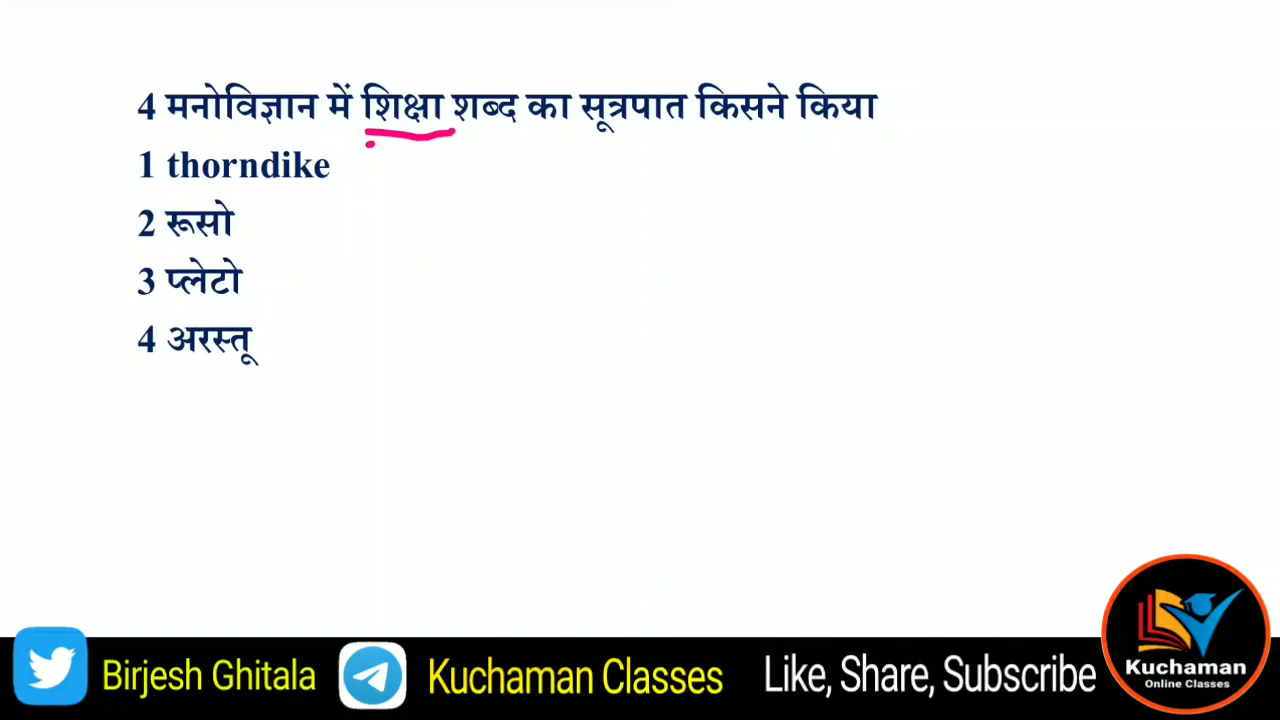 4 मनोविज्ञान में शिक्षा शब्द का सूत्रपात किसने किया
1 thorndike
2 रूसो
3 प्लेटो
4 अरस्तू
Kuchaman
Online Classes
Birjesh Ghitala Kuchaman Classes Like, Share, Subscribe